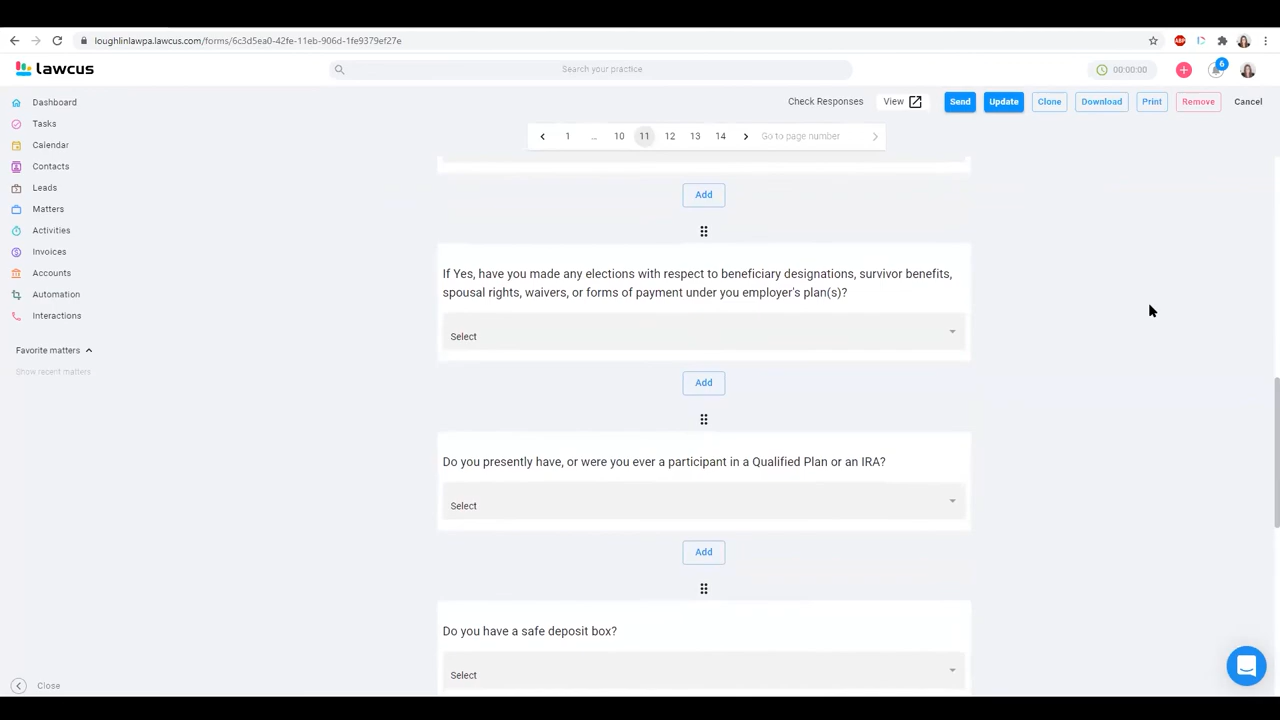 loughlinlawpa.lawcus.com/forms/6c3d5ea0-42fe-11eb-906d-1fe9379ef27e
ABP
lawcus
Search your practice
00:00:00
6
Dashboard
Tasks
Calendar
Contacts
Leads
Matters
Activities
Invoices
Accounts
Automation
Interactions
Favorite matters
Show recent matters
Close
Check Responses View Send Update Clone Download Print Remove Cancel
1 ... 10 11 12 13 14 Go to page number
Add
If Yes, have you made any elections with respect to beneficiary designations, survivor benefits,
spousal rights, waivers, or forms of payment under you employer's plan(s)?
Select
Add
Do you presently have, or were you ever a participant in a Qualified Plan or an IRA?
Select
Add
Do you have a safe deposit box?
Select